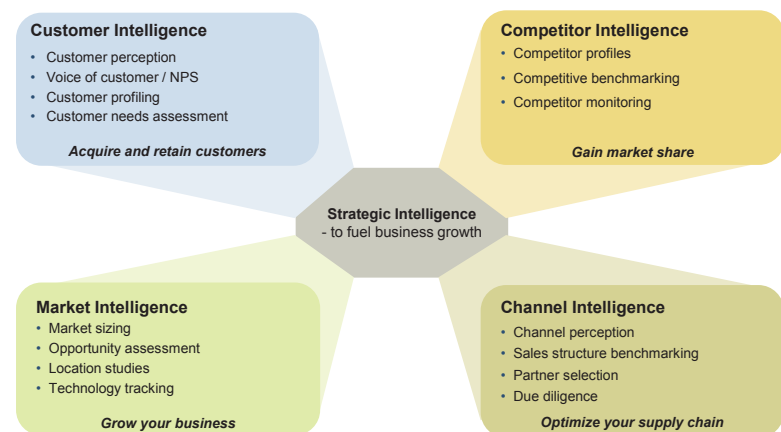 Customer Intelligence
• Customer perception
• Voice of customer / NPS
• Customer profiling
• Customer needs assessment
Acquire and retain customers
Competitor Intelligence
• Competitor profiles
• Competitive benchmarking
• Competitor monitoring
Gain market share
Strategic Intelligence
- to fuel business growth
Market Intelligence
• Market sizing
• Opportunity assessment
• Location studies
• Technology tracking
Grow your business
Channel Intelligence
• Channel perception
• Sales structure benchmarking
• Partner selection
• Due diligence
Optimize your supply chain